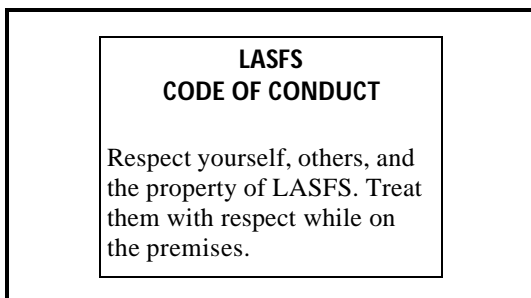 LASFS
CODE OF CONDUCT
Respect yourself, others, and
the property of LASFS. Treat
them with respect while on
the premises.